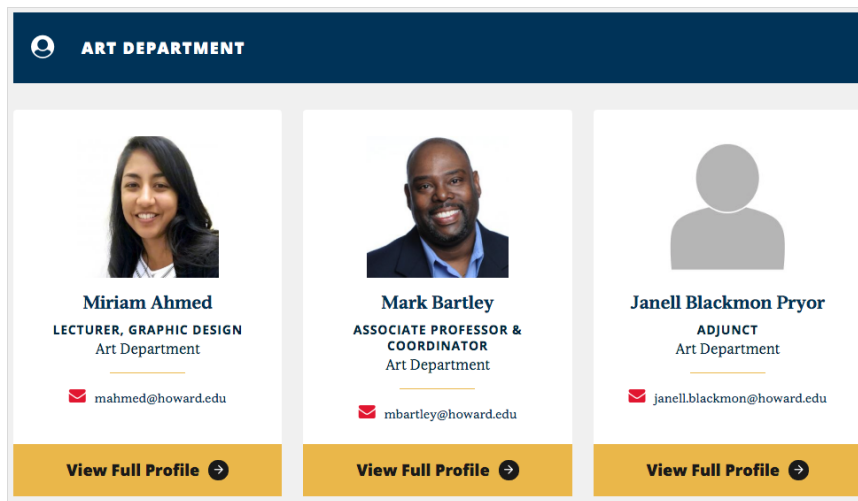 ART DEPARTMENT
Miriam Ahmed
LECTURER, GRAPHIC DESIGN
Art Department
mahmed@howard.edu
View Full Profile
Mark Bartley
ASSOCIATE PROFESSOR &
COORDINATOR
Art Department
mbartley@howard.edu
View Full Profile
Janell Blackmon Pryor
ADJUNCT
Art Department
janell.blackmon@howard.edu
View Full Profile